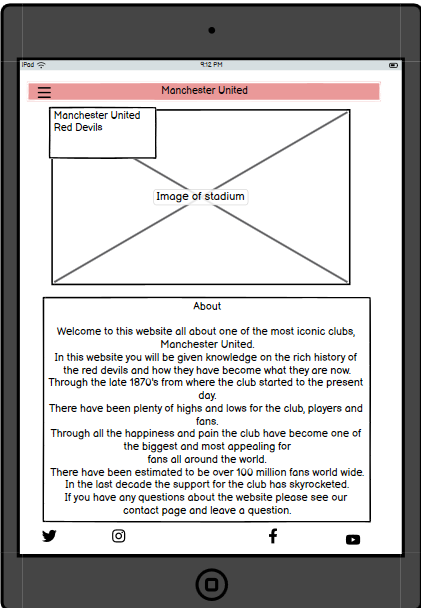 iPad
9:12 PM
Manchester United
Manchester United
Red Devils
Image of stadium
About
Welcome to this website all about one of the most iconic clubs,
Manchester United.
In this website you will be given knowledge on the rich history of
the red devils and how they have become what they are now.
Through the late 1870's from where the club started to the present
day.
There have been plenty of highs and lows for the club, players and
fans.
Through all the happiness and pain the club have become one of
the biggest and most appealing for
fans all around the world.
There have been estimated to be over 100 million fans world wide.
In the last decade the support for the club has skyrocketed.
If you have any questions about the website please see our
contact page and leave a question.